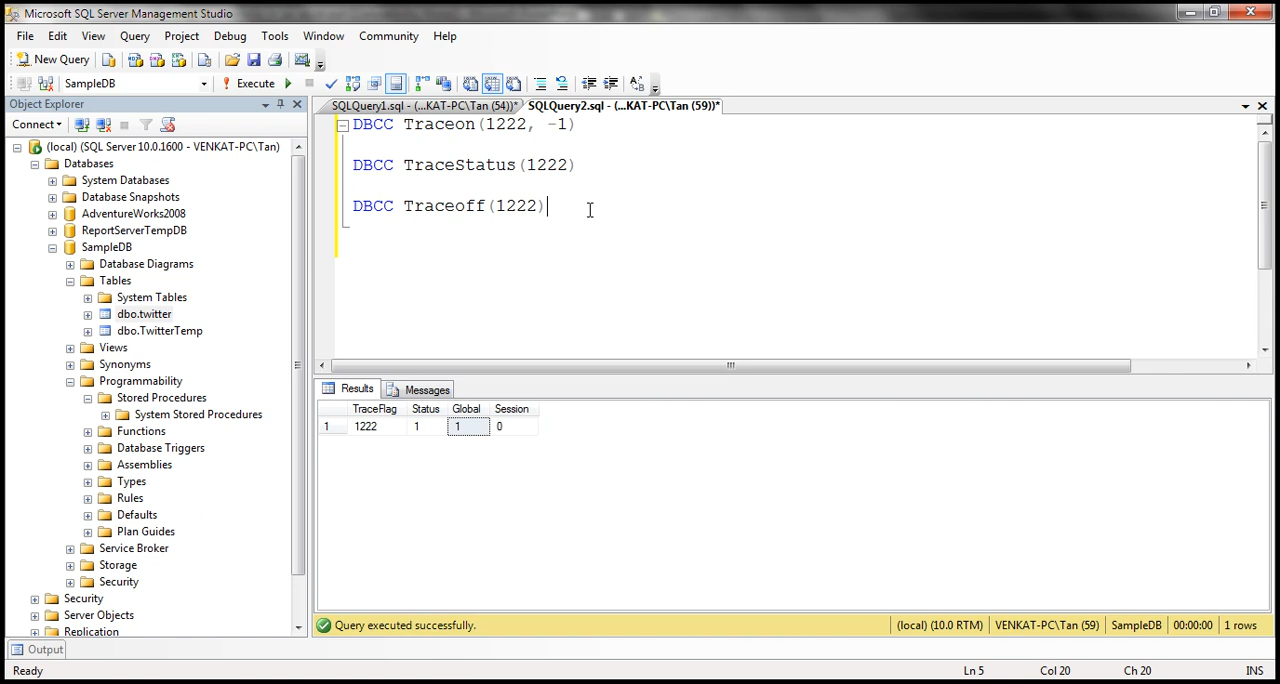 Microsoft SQL Server Management Studio
File Edit View Query Project Debug Tools Window Community Help
New Query
SampleDB Execute
Object Explorer
SQLQuery1.sql - (...KAT-PC\Tan (54))* SQLQuery2.sql - (...KAT-PC\Tan (59))*
Connect
(local) (SQL Server 10.0.1600 - VENKAT-PC\Tan)
Databases
System Databases
Database Snapshots
AdventureWorks2008
ReportServerTempDB
SampleDB
Database Diagrams
Tables
System Tables
dbo.twitter
dbo.TwitterTemp
Views
Synonyms
Programmability
Stored Procedures
System Stored Procedures
Functions
Database Triggers
Assemblies
Types
Rules
Defaults
Plan Guides
Service Broker
Storage
Security
Security
Server Objects
Replication
DBCC Traceon(1222, -1)
DBCC TraceStatus(1222)
DBCC Traceoff(1222)
Results Messages
TraceFlag Status Global Session
1 1222 1 1 0
Query executed successfully. (local) (10.0 RTM) VENKAT-PC\Tan (59) SampleDB 00:00:00 1 rows
Output
Ready Ln 5 Col 20 Ch 20 INS